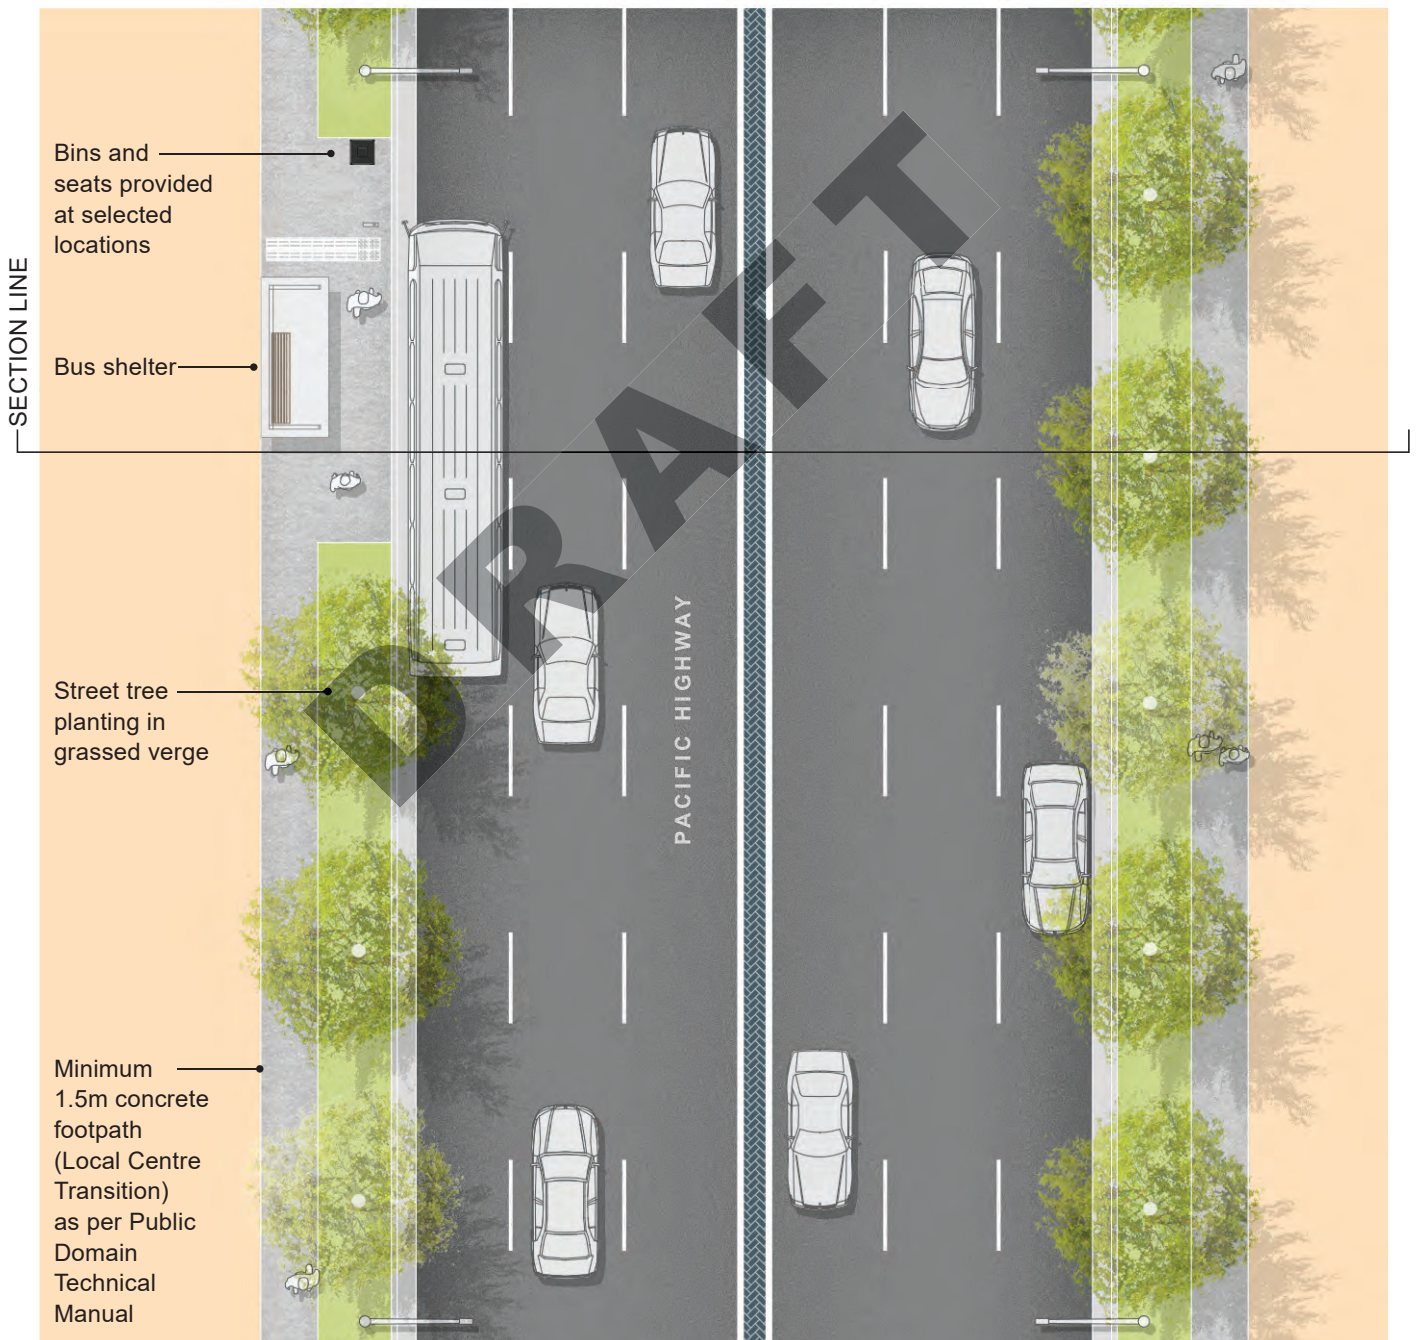 Bins and
seats provided
at selected
locations
SECTION LINE
Bus shelter
DRAFT
PACIFIC HIGHWAY
Street tree
planting in
grassed verge
Minimum
1.5m concrete
footpath
(Local Centre
Transition)
as per Public
Domain
Technical
Manual